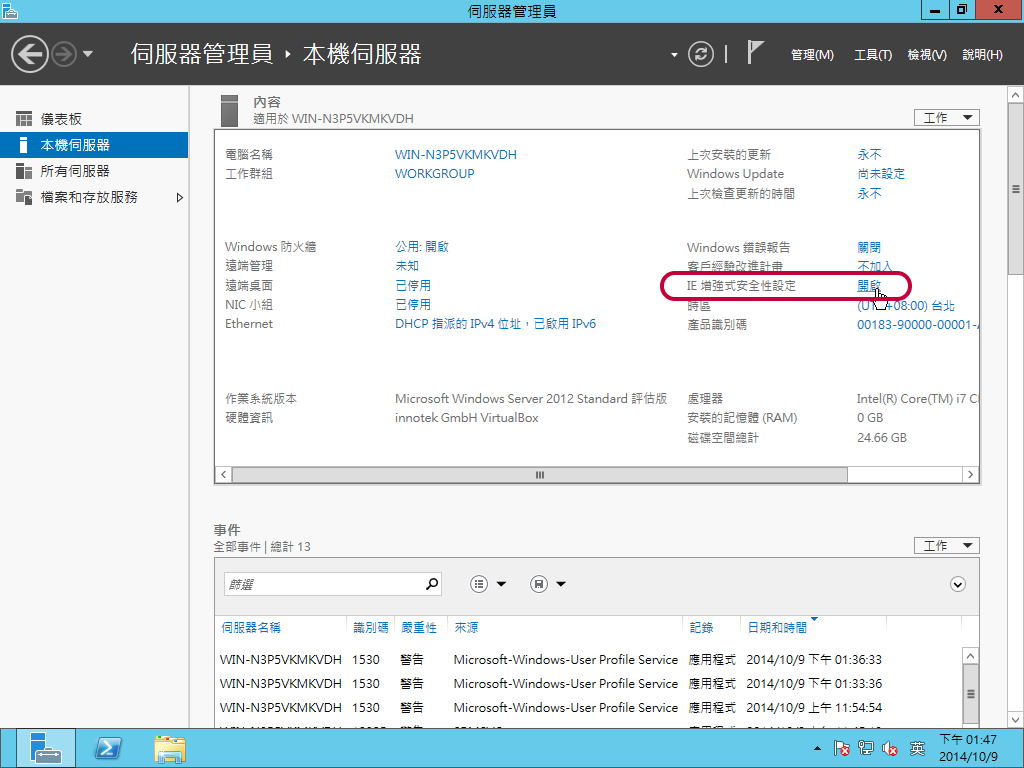 伺服器管理員
伺服器管理員 ‣ 本機伺服器
管理(M) 工具(T) 檢視(V) 說明(H)
儀表板
本機伺服器
所有伺服器
檔案和存放服務
內容
適用於 WIN-N3P5VKMKVDH
工作
電腦名稱 WIN-N3P5VKMKVDH 上次安裝的更新 永不
工作群組 WORKGROUP Windows Update 尚未設定
上次檢查更新的時間 永不
Windows 防火牆 公用: 開啟 Windows 錯誤報告 關閉
遠端管理 未知 客戶經驗改進計畫 不加入
遠端桌面 已停用 IE 增強式安全性設定 開啟
NIC 小組 已停用 時區 (UTC+08:00) 台北
Ethernet DHCP 指派的 IPv4 位址，已啟用 IPv6 產品識別碼 00183-90000-00001-
作業系統版本 Microsoft Windows Server 2012 Standard 評估版 處理器 Intel(R) Core(TM) i7
硬體資訊 innotek GmbH VirtualBox 安裝的記憶體 (RAM) 0 GB
磁碟空間總計 24.66 GB
事件
全部事件 | 總計 13
工作
篩選
伺服器名稱 識別碼 嚴重性 來源 記錄 日期和時間
WIN-N3P5VKMKVDH 1530 警告 Microsoft-Windows-User Profile Service 應用程式 2014/10/9 下午 01:36:33
WIN-N3P5VKMKVDH 1530 警告 Microsoft-Windows-User Profile Service 應用程式 2014/10/9 下午 01:33:36
WIN-N3P5VKMKVDH 1530 警告 Microsoft-Windows-User Profile Service 應用程式 2014/10/9 上午 11:54:54
英
下午 01:47
2014/10/9